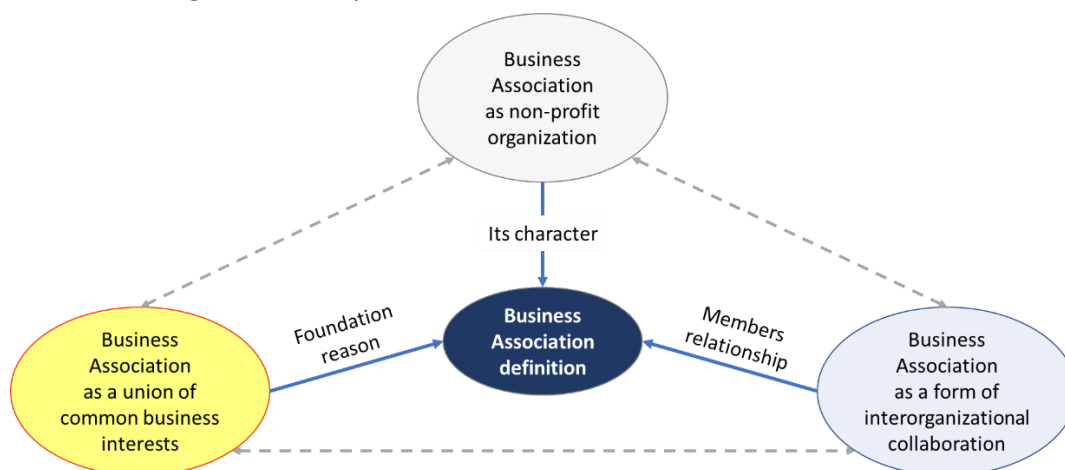 Business
Association
as non-profit
organization
Its character
Foundation
reason
Business
Association
definition
Members
relationship
Business
Association
as a union of
common business
interests
Business
Association
as a form of
interorganizational
collaboration